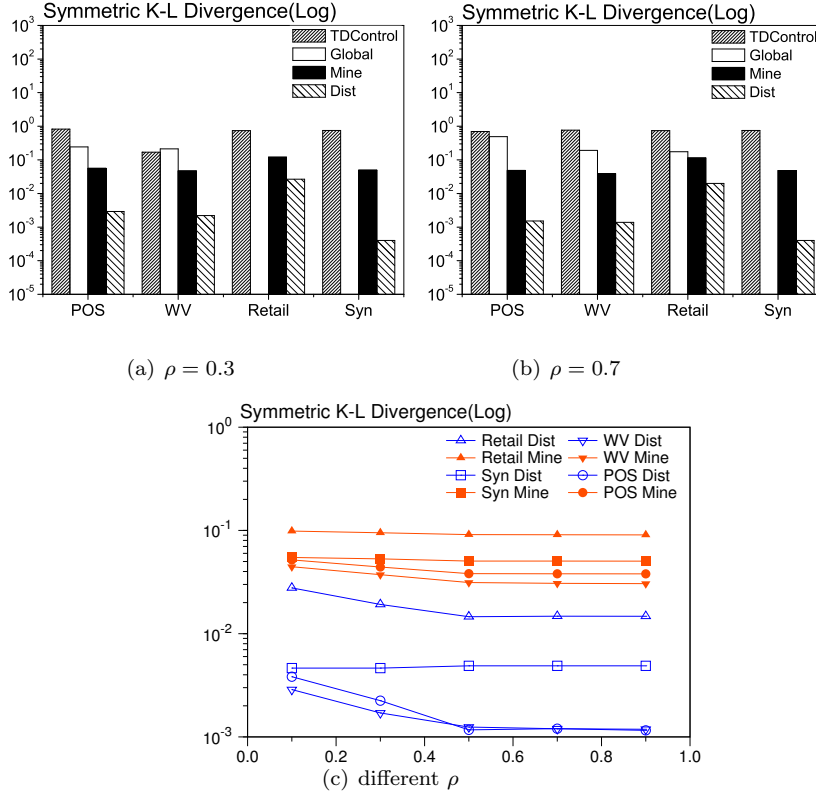 Symmetric K-L Divergence(Log)
10^3
10^2
10^1
10^0
10^-1
10^-2
10^-3
10^-4
10^-5
TDControl
Global
Mine
Dist
POS WV Retail Syn
(a) ρ = 0.3
Symmetric K-L Divergence(Log)
10^3
10^2
10^1
10^0
10^-1
10^-2
10^-3
10^-4
10^-5
TDControl
Global
Mine
Dist
POS WV Retail Syn
(b) ρ = 0.7
Symmetric K-L Divergence(Log)
10^0
10^-1
10^-2
10^-3
Retail Dist WV Dist
Retail Mine WV Mine
Syn Dist POS Dist
Syn Mine POS Mine
0.0 0.2 0.4 0.6 0.8 1.0
(c) different ρ